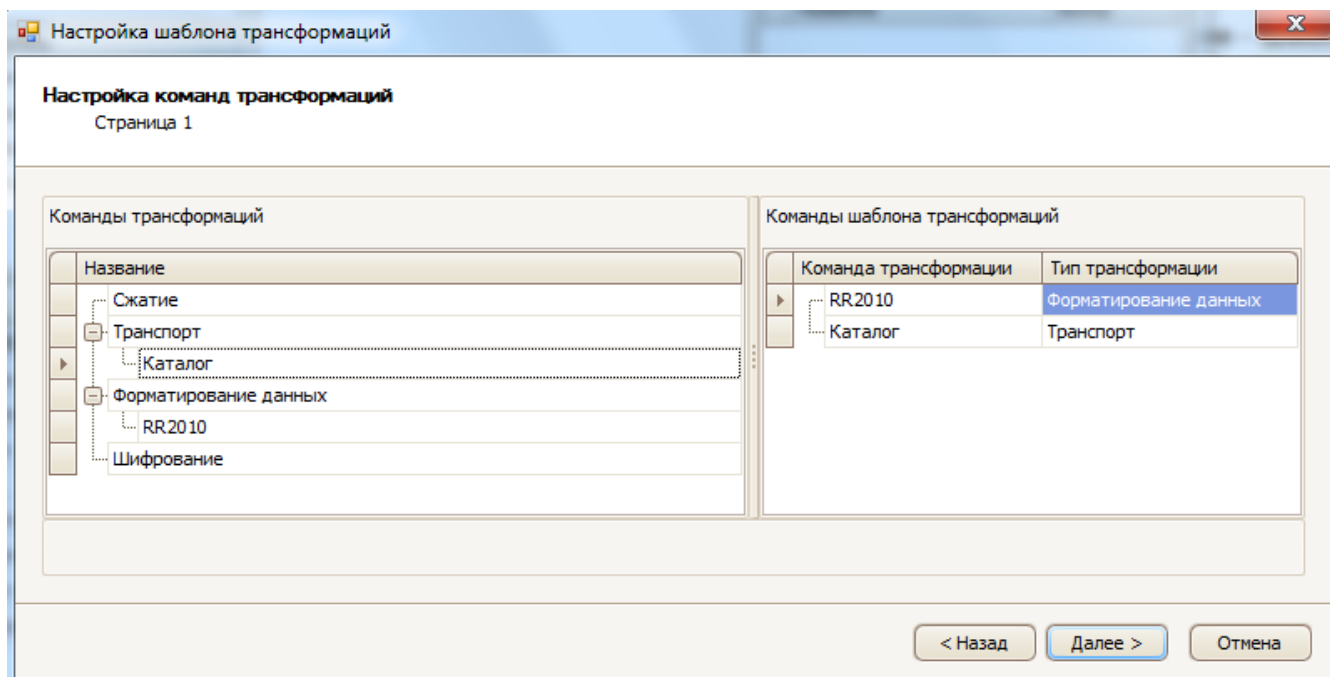 Настройка шаблона трансформаций
Настройка команд трансформаций
Страница 1
Команды трансформаций
Название
Сжатие
Транспорт
Каталог
Форматирование данных
RR2010
Шифрование
Команды шаблона трансформаций
Команда трансформации Тип трансформации
RR2010 Форматирование данных
Каталог Транспорт
< Назад Далее > Отмена